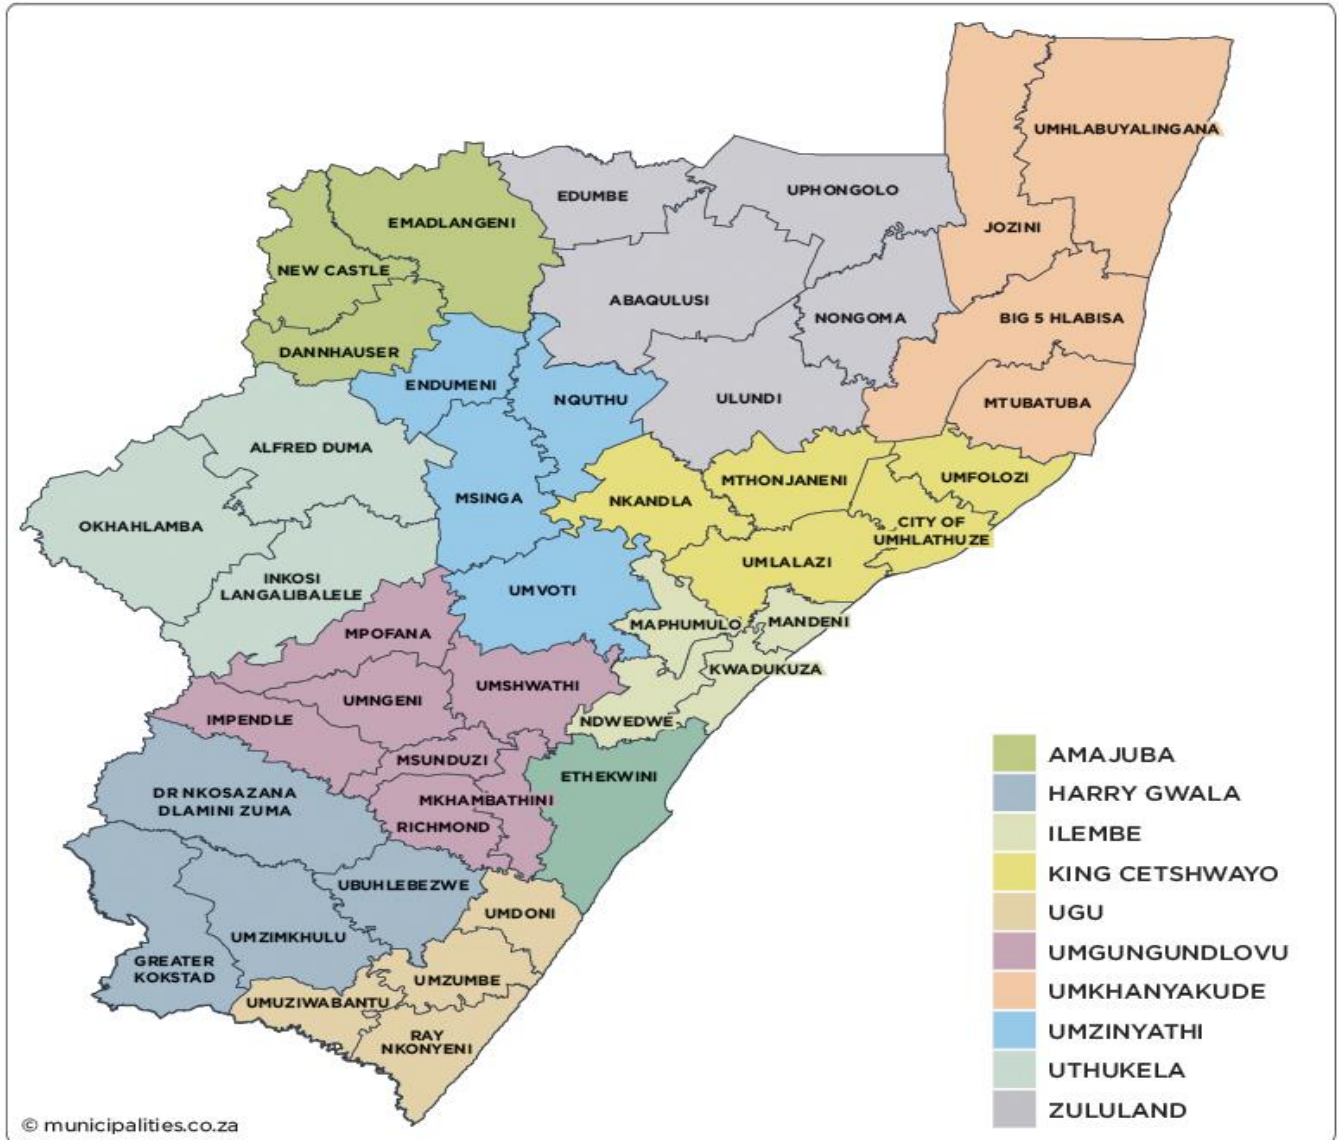 UMHLABUYALINGANA
EDUMBE
UPHONGOLO
EMADLANGENI
JOZINI
NEW CASTLE
ABAQULUSI
NONGOMA
BIG 5 HLABISA
DANNHAUSER
ENDUMENI
NQUTHU
ULUNDI
MTUBATUBA
ALFRED DUMA
MSINGA
NKANDLA
MTHONJANENI
UMFOLOZI
OKHAHLAMBA
CITY OF
UMHLATHUZE
UMLALAZI
INKOSI
LANGALIBALELE
UMVOTI
MPOFANA
MAPHUMULO
MANDENI
KWADUKUZA
UMNGENI
UMSHWATHI
IMPENDLE
NDWEDWE
MSUNDUZI
ETHEKWINI
DR NKOSAZANA
DLAMINI ZUMA
MKHAMBATHINI
RICHMOND
UBUHLEBEZWE
UMDONI
UMZIMKHULU
GREATER
KOKSTAD
UMZUMBE
UMUZIWABANTU
RAY
NKONYENI
AMAJUBA
HARRY GWALA
ILEMBE
KING CETSHWAYO
UGU
UMGUNGUNDLOVU
UMKHANYAKUDE
UMZINYATHI
UTHUKELA
ZULULAND
© municipalities.co.za